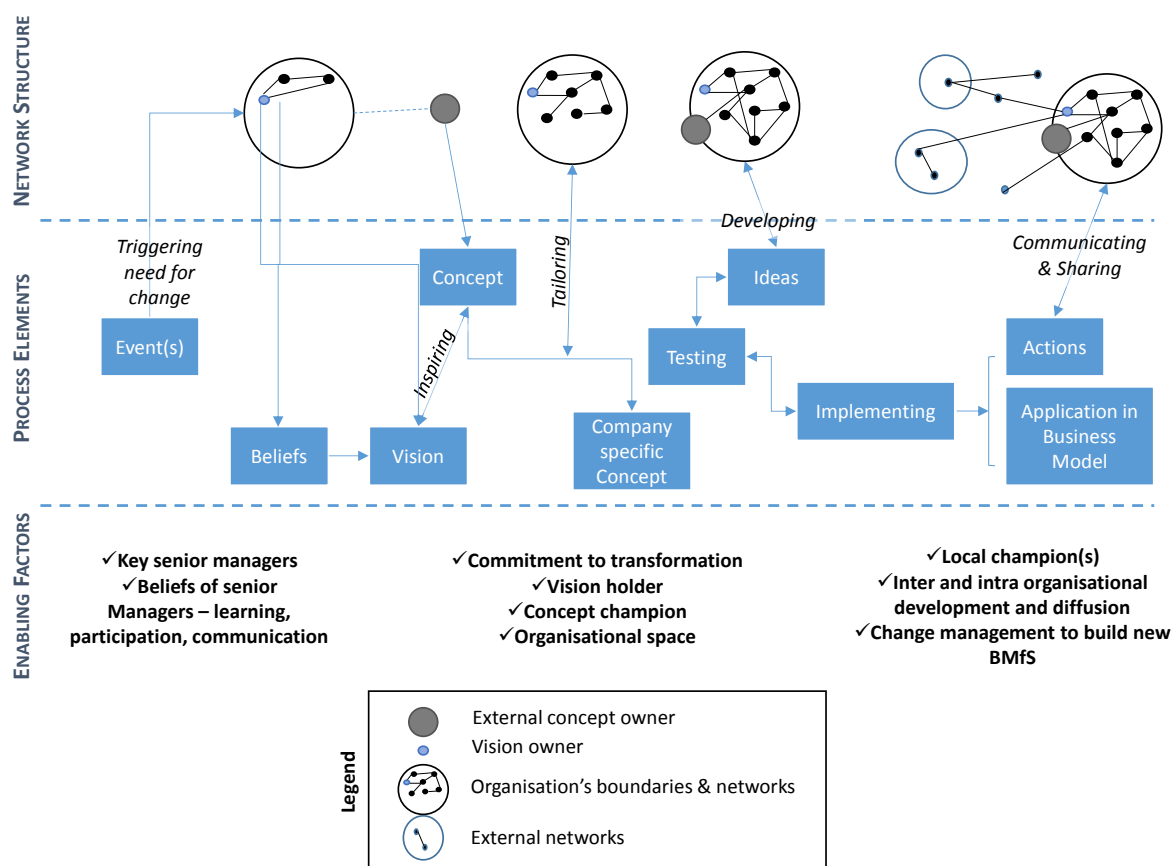 NETWORK STRUCTURE
Triggering
need for
change
Tailoring
Developing
Communicating
& Sharing
PROCESS ELEMENTS
Concept
Ideas
Event(s)
Inspiring
Testing
Actions
Beliefs
Vision
Company
specific
Concept
Implementing
Application in
Business
Model
ENABLING FACTORS
✓Key senior managers
✓Beliefs of senior
Managers – learning,
participation, communication
✓Commitment to transformation
✓Vision holder
✓Concept champion
✓Organisational space
✓Local champion(s)
✓Inter and intra organisational
development and diffusion
✓Change management to build new
BMfS
Legend
External concept owner
Vision owner
Organisation's boundaries & networks
External networks